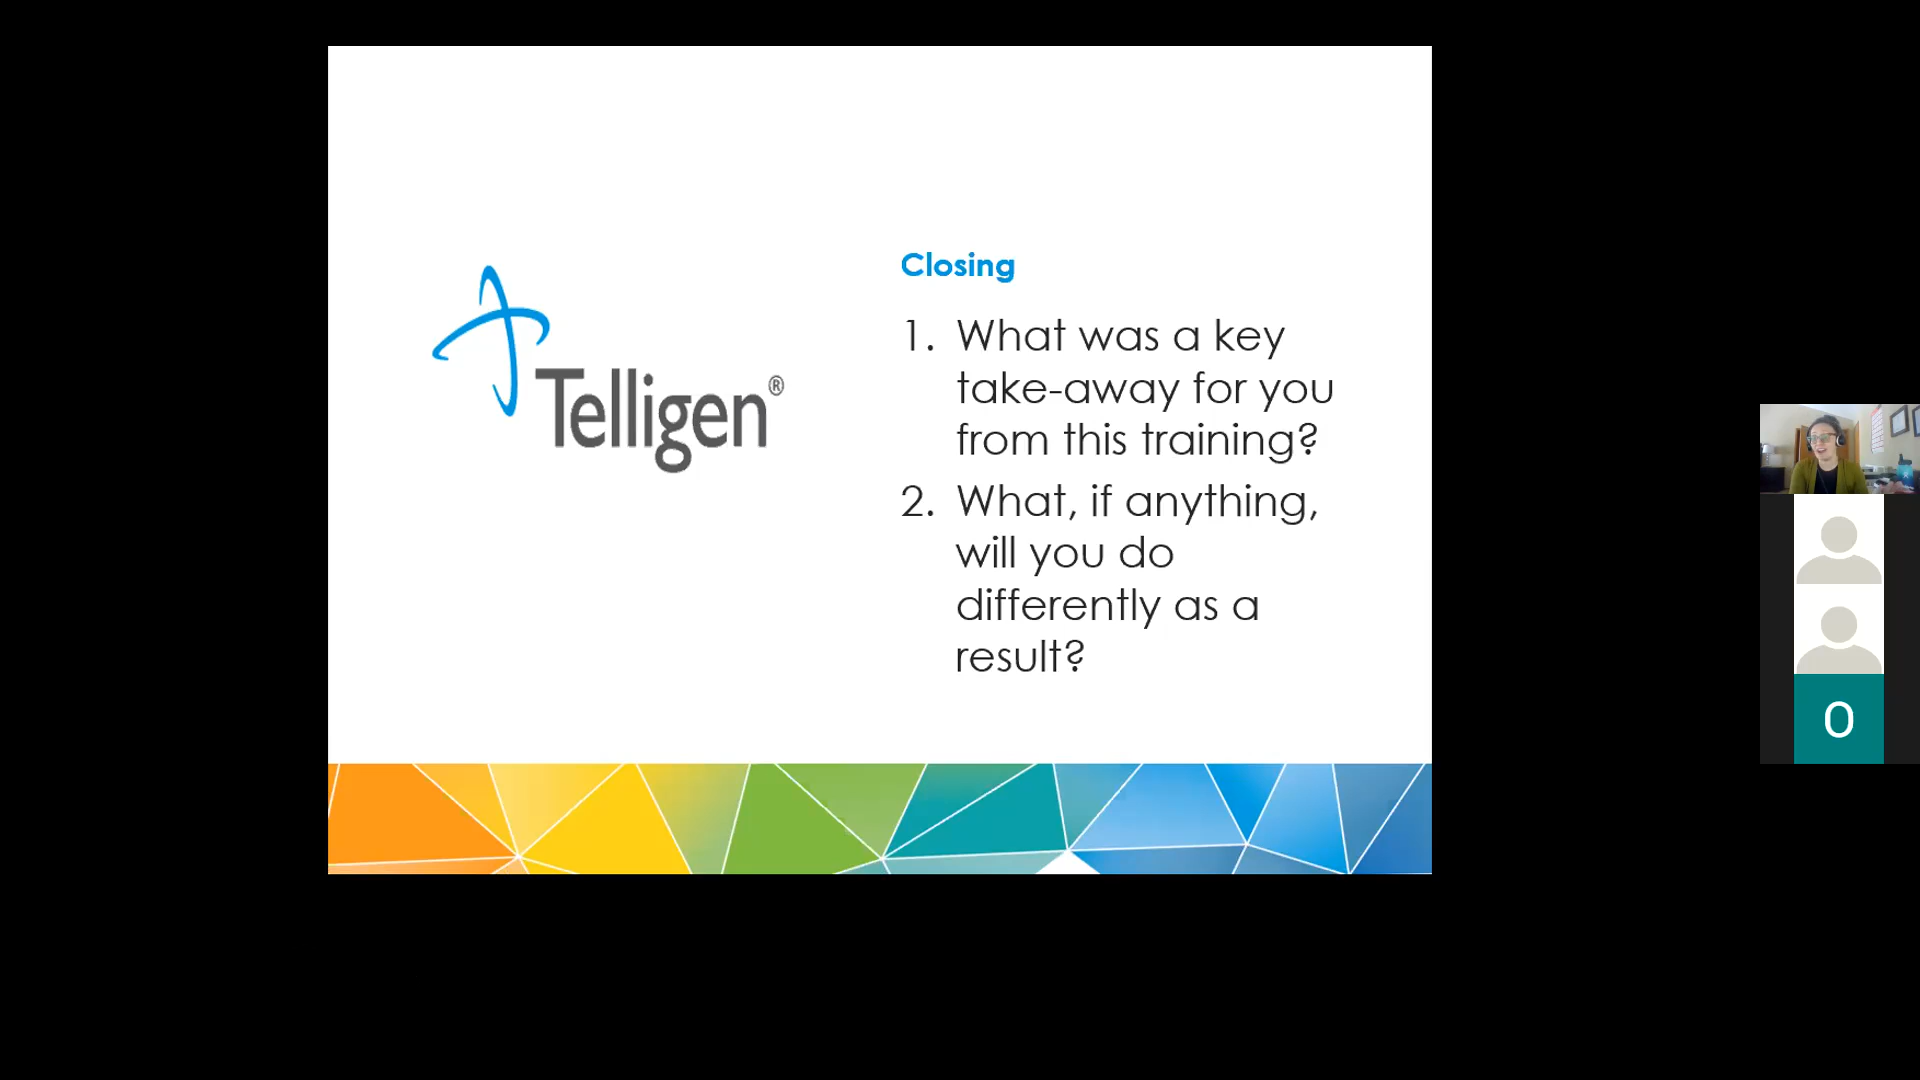 Telligen®
Closing
1. What was a key
take-away for you
from this training?
2. What, if anything,
will you do
differently as a
result?
O